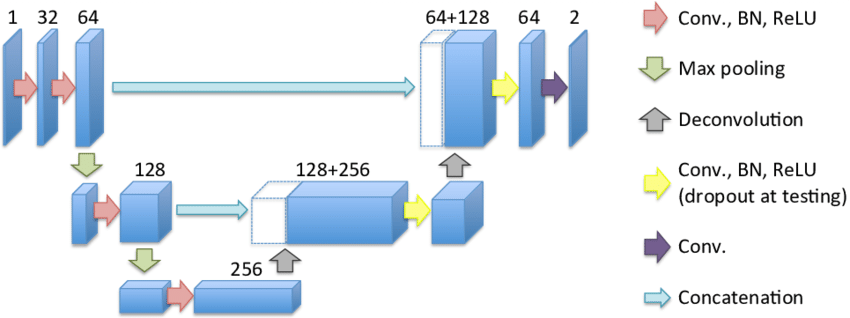 1 32 64
64+128 64 2
128
128+256
256
Conv., BN, ReLU
Max pooling
Deconvolution
Conv., BN, ReLU
(dropout at testing)
Conv.
Concatenation